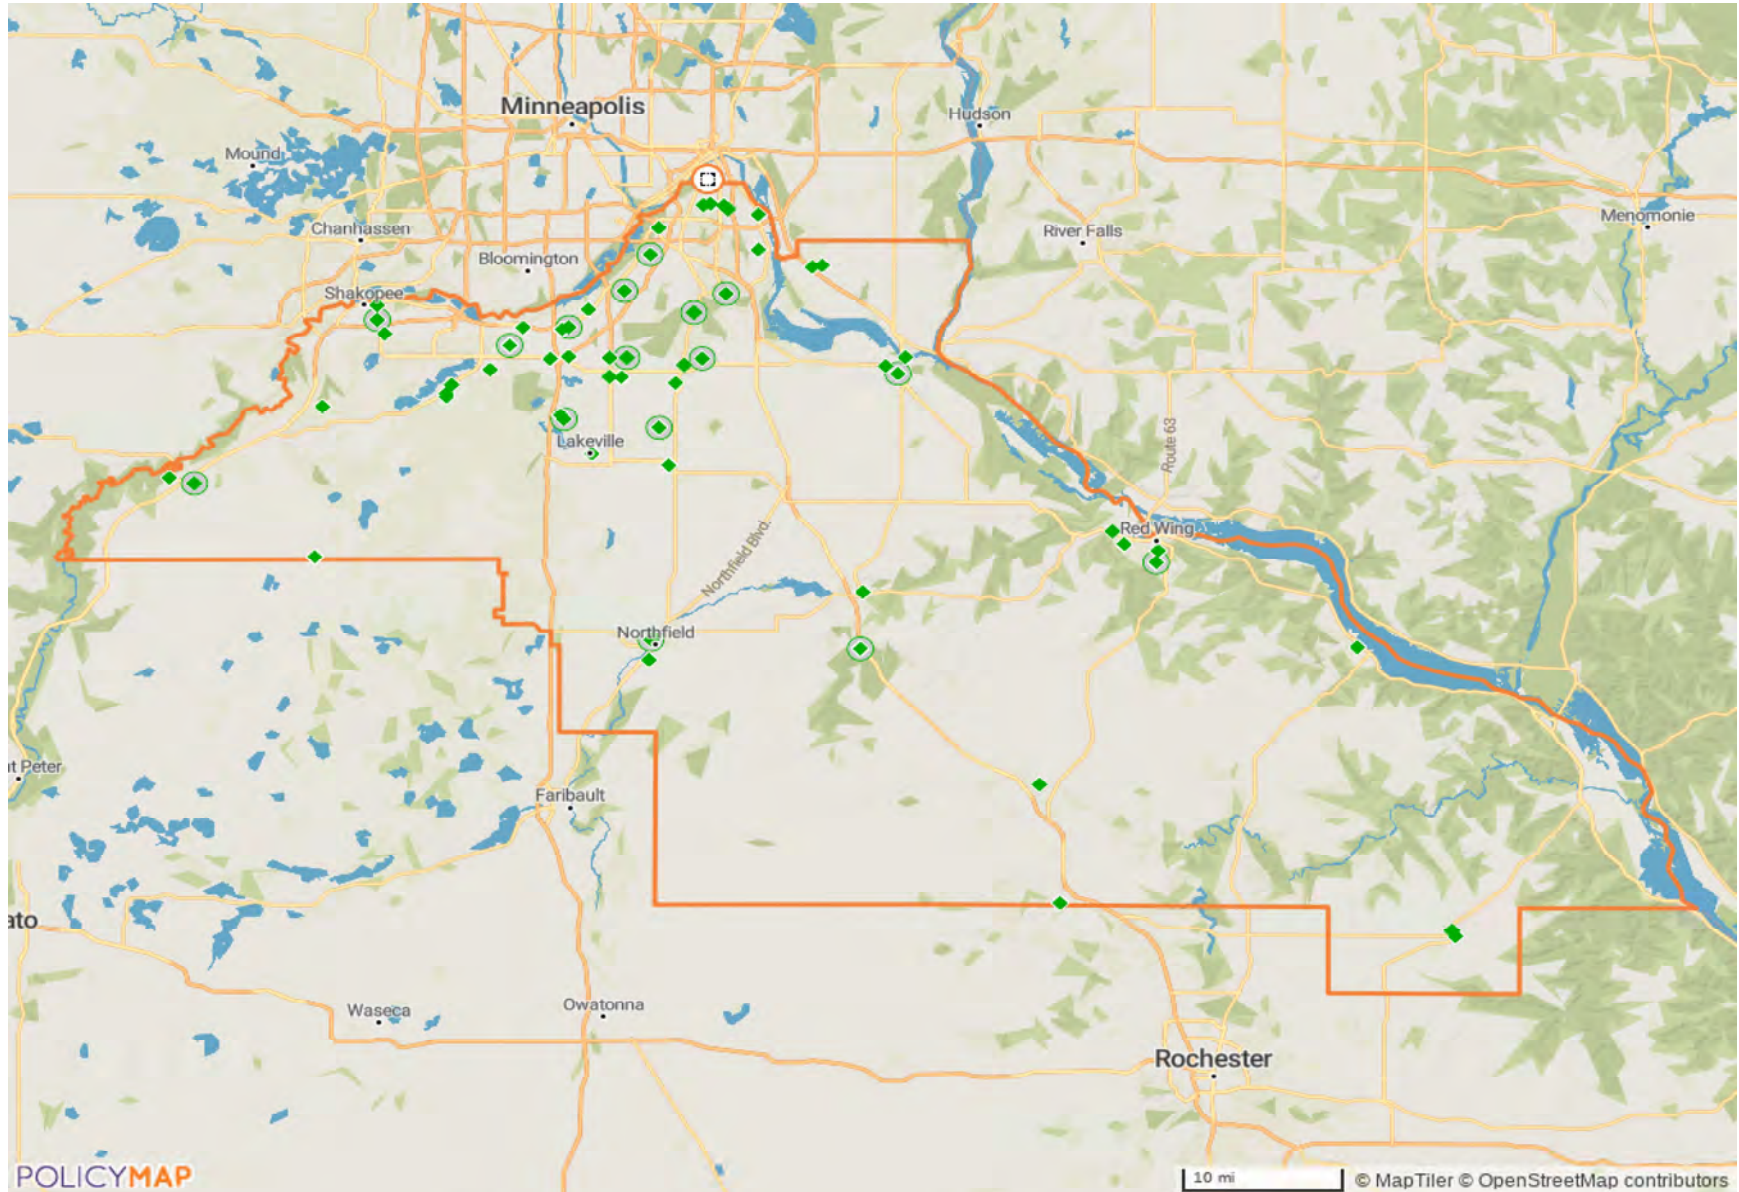 Minneapolis
Hudson
Mound
Menomonie
Chanhassen
River Falls
Bloomington
Shakopee
Route 63
Lakeville
Red Wing
Northfield Blvd.
Northfield
nt Peter
Faribault
ato
Waseca
Owatonna
Rochester
POLICYMAP
10 mi
© MapTiler © OpenStreetMap contributors